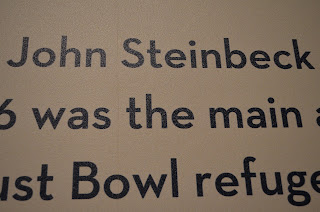 John Steinbeck
6 was the main a
ust Bowl refuge